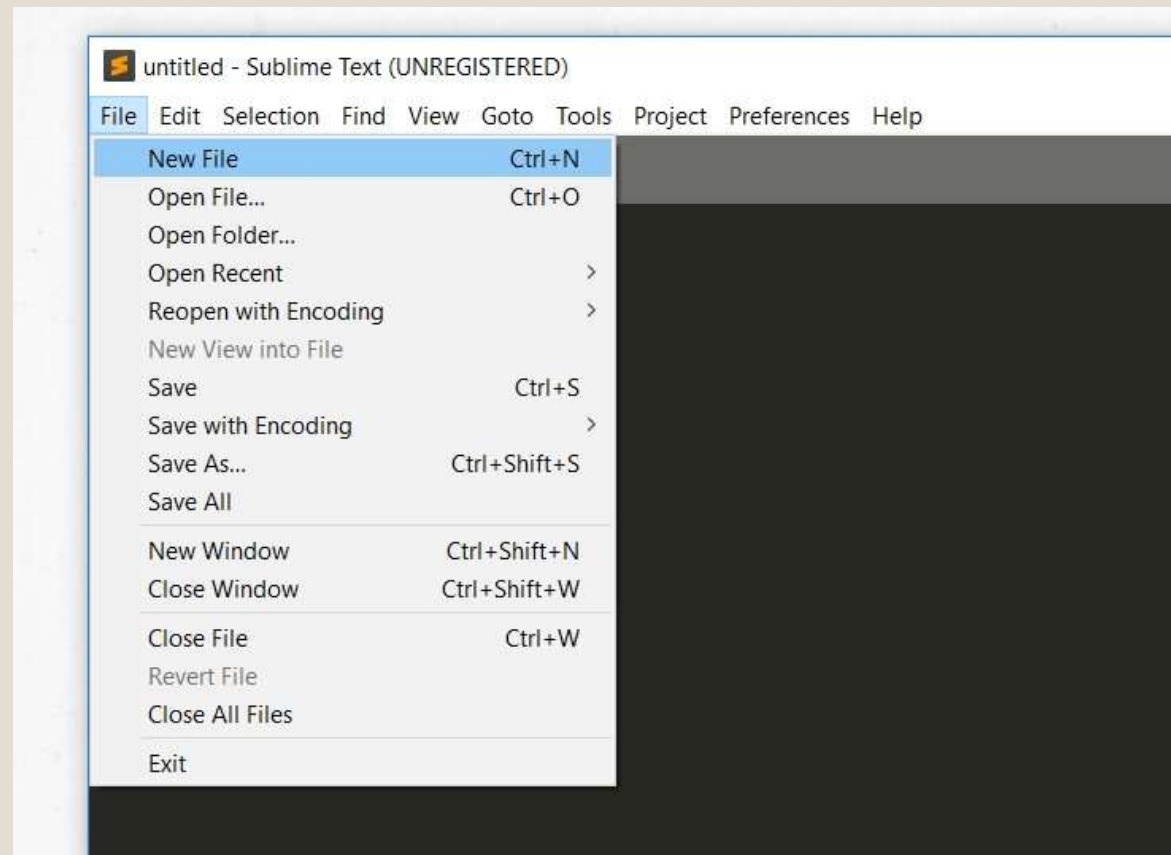 untitled - Sublime Text (UNREGISTERED)
File Edit Selection Find View Goto Tools Project Preferences Help
New File Ctrl+N
Open File... Ctrl+O
Open Folder...
Open Recent
Reopen with Encoding
New View into File
Save Ctrl+S
Save with Encoding
Save As... Ctrl+Shift+S
Save All
New Window Ctrl+Shift+N
Close Window Ctrl+Shift+W
Close File Ctrl+W
Revert File
Close All Files
Exit